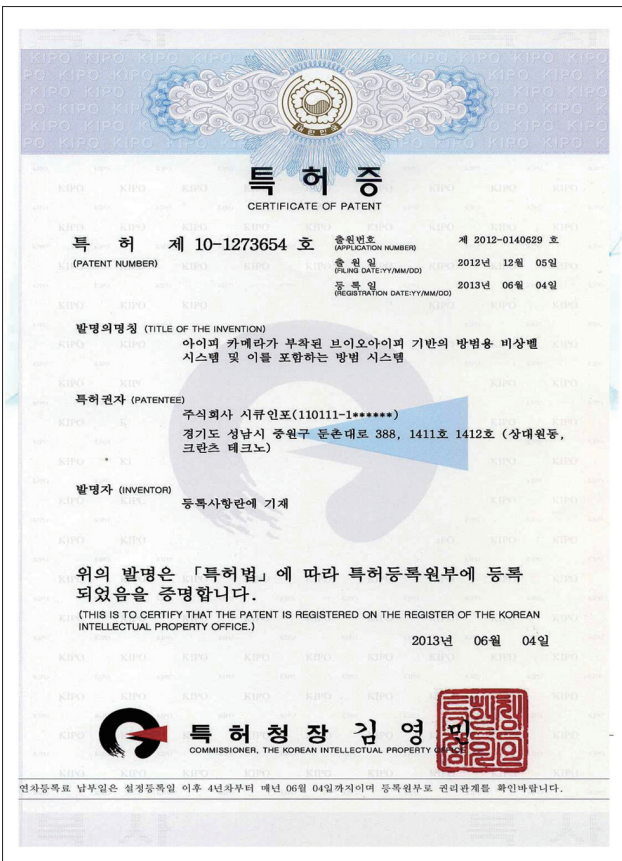 대한민국
특 허 증
CERTIFICATE OF PATENT
특 허 제 10-1273654 호
(PATENT NUMBER)
출원번호 제 2012-0140629 호
(APPLICATION NUMBER)
출 원 일 2012년 12월 05일
(FILING DATE:YY/MM/DD)
등 록 일 2013년 06월 04일
(REGISTRATION DATE:YY/MM/DD)
발명의명칭 (TITLE OF THE INVENTION)
아이피 카메라가 부착된 브이오아이피 기반의 방범용 비상벨
시스템 및 이를 포함하는 방범 시스템
특허권자 (PATENTEE)
주식회사 시큐인포(110111-1******)
경기도 성남시 중원구 둔촌대로 388, 1411호 1412호 (상대원동,
크란츠 테크노)
발명자 (INVENTOR)
등록사항란에 기재
위의 발명은 「특허법」에 따라 특허등록원부에 등록
되었음을 증명합니다.
(THIS IS TO CERTIFY THAT THE PATENT IS REGISTERED ON THE REGISTER OF THE KOREAN
INTELLECTUAL PROPERTY OFFICE.)
2013년 06월 04일
특 허 청 장 김 영 민
COMMISSIONER, THE KOREAN INTELLECTUAL PROPERTY OFFICE
연차등록료 납부일은 설정등록일 이후 4년차부터 매년 06월 04일까지이며 등록원부로 권리관계를 확인바랍니다.